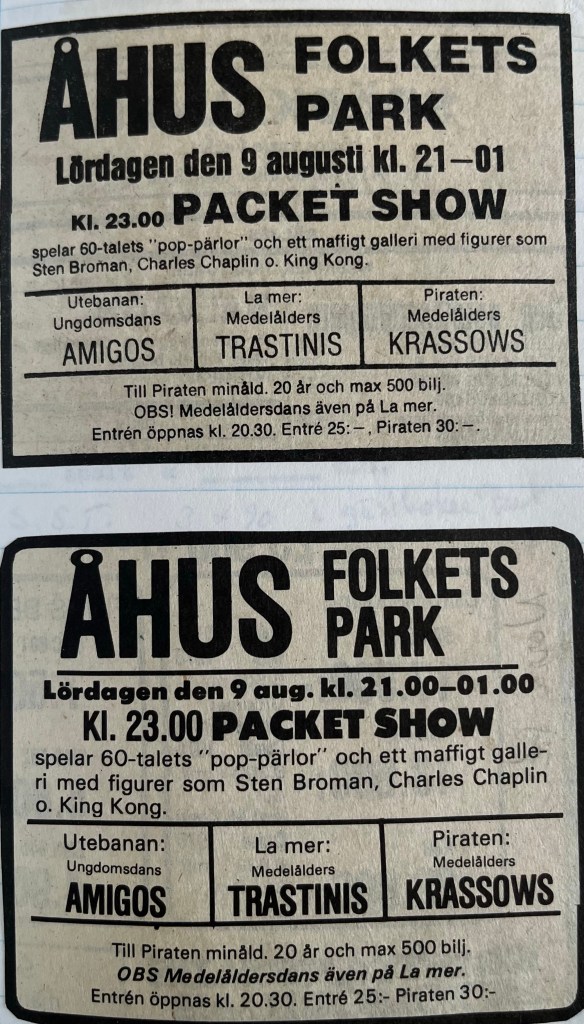 ÅHUS FOLKETS PARK
Lördagen den 9 augusti kl. 21–01
Kl. 23.00 PACKET SHOW
spelar 60-talets "pop-pärlor" och ett maffigt galleri med figurer som
Sten Broman, Charles Chaplin o. King Kong.
Utebanan:
Ungdomsdans
AMIGOS
La mer:
Medelålders
TRASTINIS
Piraten:
Medelålders
KRASSOWS
Till Piraten minåld. 20 år och max 500 bilj.
OBS! Medelåldersdans även på La mer.
Entrén öppnas kl. 20.30. Entré 25:–, Piraten 30:–.
ÅHUS FOLKETS PARK
Lördagen den 9 aug. kl. 21.00–01.00
Kl. 23.00 PACKET SHOW
spelar 60-talets "pop-pärlor" och ett maffigt galle-
ri med figurer som Sten Broman, Charles Chaplin
o. King Kong.
Utebanan:
Ungdomsdans
AMIGOS
La mer:
Medelålders
TRASTINIS
Piraten:
Medelålders
KRASSOWS
Till Piraten minåld. 20 år och max 500 bilj.
OBS Medelåldersdans även på La mer.
Entrén öppnas kl. 20.30. Entré 25:- Piraten 30:-